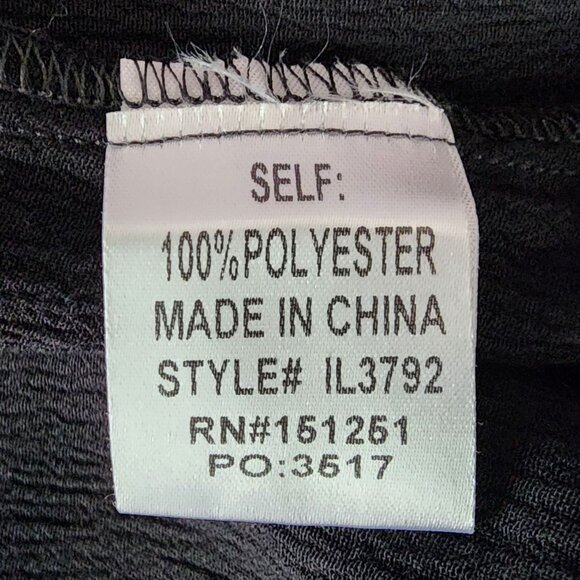 SELF:
100%POLYESTER
MADE IN CHINA
STYLE# IL3792
RN#151251
PO:3517